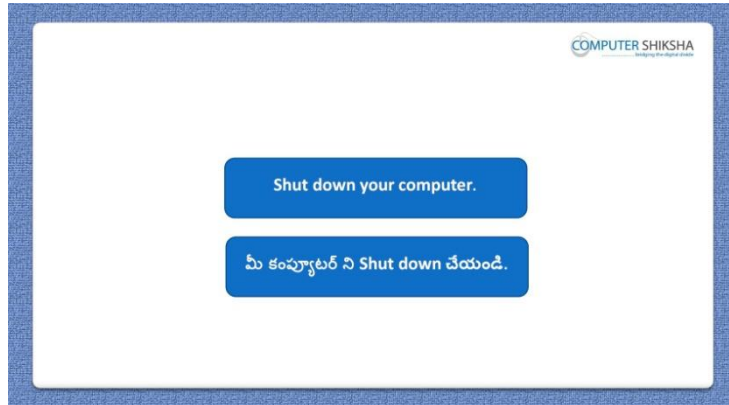 COMPUTER SHIKSHA
bridging the digital divide
Shut down your computer.
మీ కంప్యూటర్ ని Shut down చేయండి.